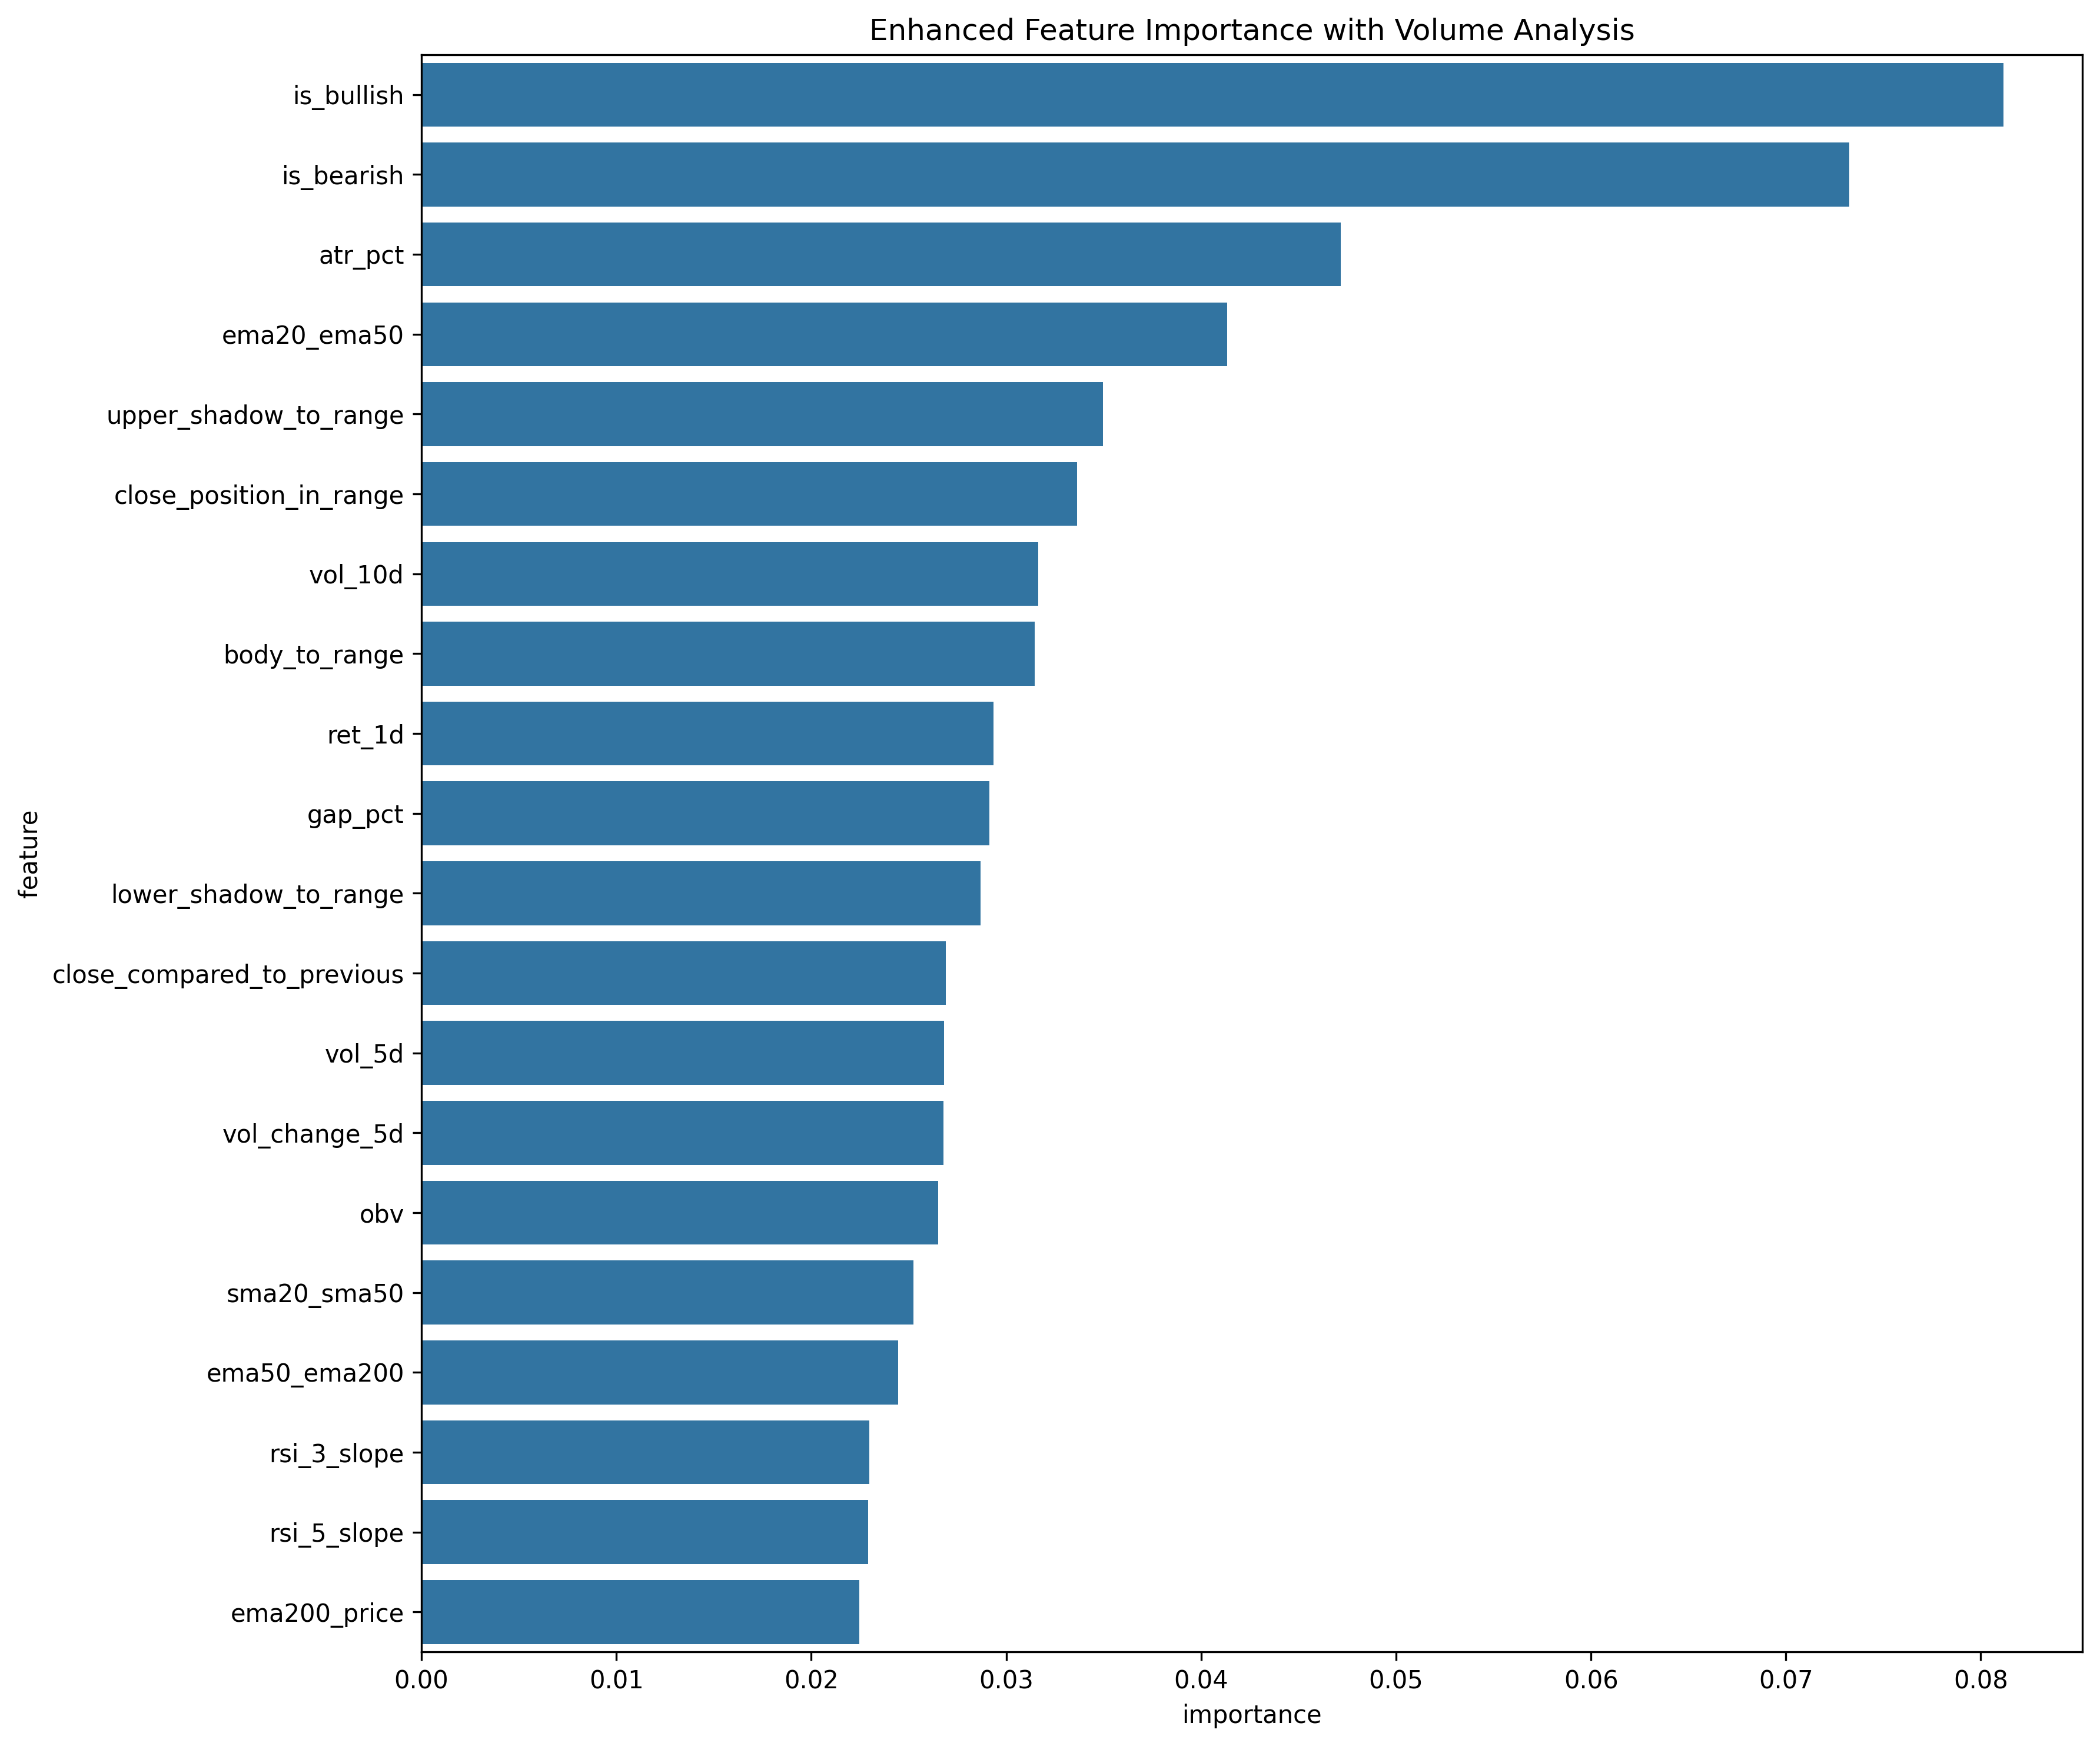 Enhanced Feature Importance with Volume Analysis
is_bullish
is_bearish
atr_pct
ema20_ema50
upper_shadow_to_range
close_position_in_range
vol_10d
body_to_range
ret_1d
gap_pct
lower_shadow_to_range
close_compared_to_previous
vol_5d
vol_change_5d
obv
sma20_sma50
ema50_ema200
rsi_3_slope
rsi_5_slope
ema200_price
feature
0.00 0.01 0.02 0.03 0.04 0.05 0.06 0.07 0.08
importance